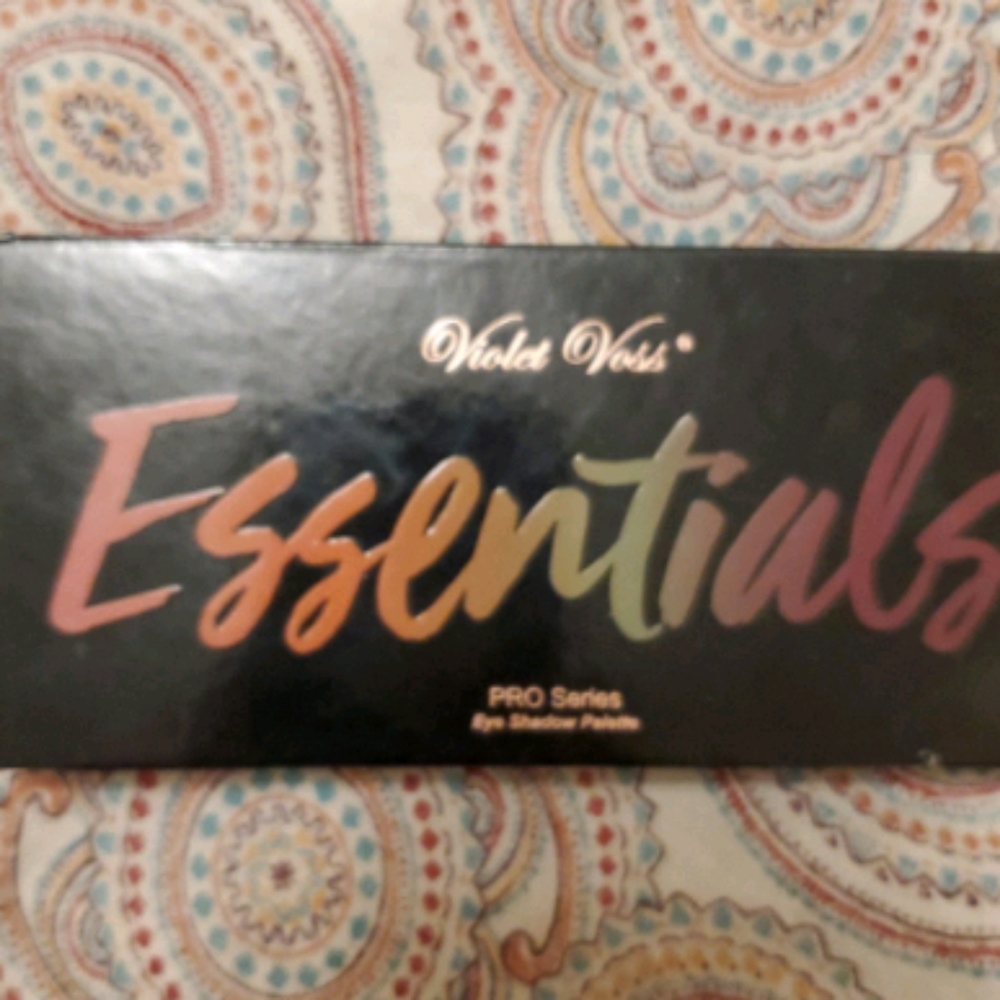 Violet Voss
Essentials
PRO Series
Eye Shadow Palette